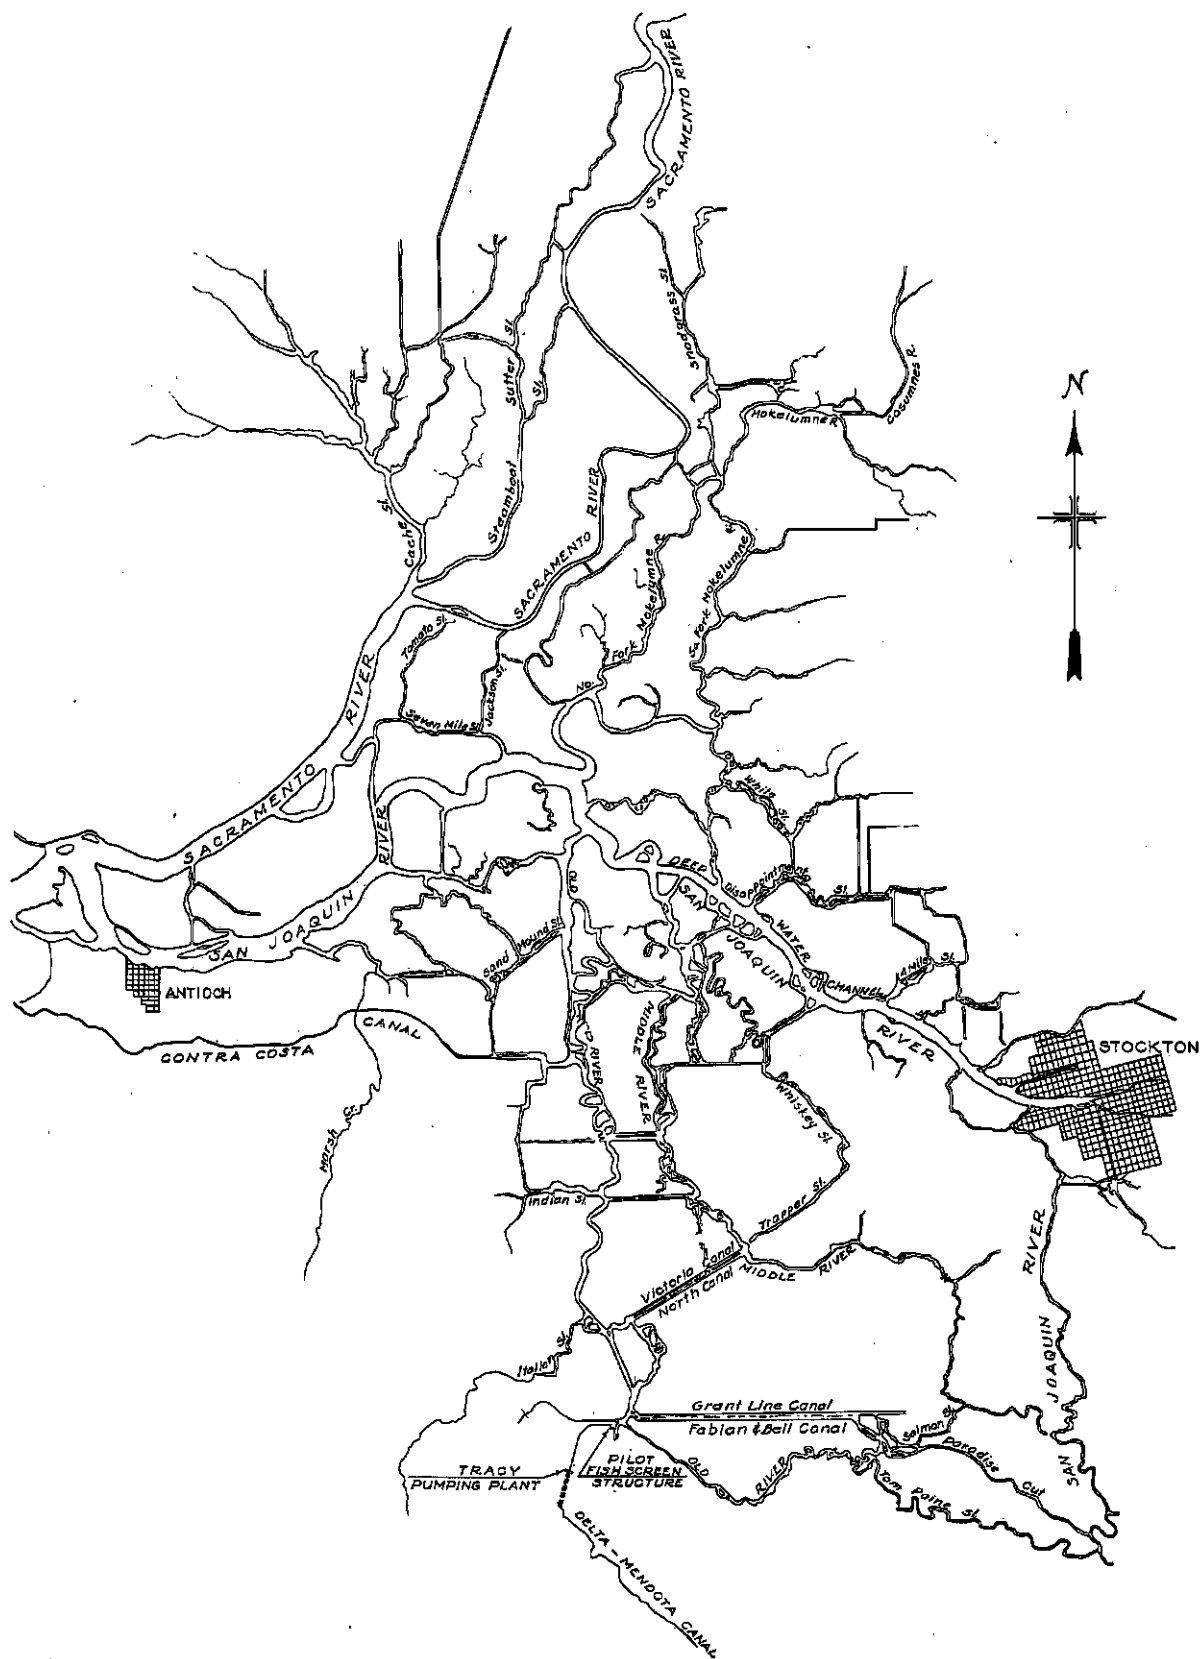 SACRAMENTO RIVER
Snodgrass Sl.
N
Sutter Sl.
Sl.
Mokelumne R
Cosumnes R.
Steamboat
Cache Sl.
SACRAMENTO RIVER
No. Fork Mokelumne R
So Fork Mokelumne R.
Tomato Sl.
Jackson Sl.
Seven Mile Sl.
SACRAMENTO RIVER
White Sl.
RIVER
DEEP WATER CHANNEL
Disappointment Sl.
OLD
SAN JOAQUIN
SAN JOAQUIN RIVER
Sand Mound Sl.
4 Mile Sl.
ANTIOCH
CONTRA COSTA CANAL
OLD RIVER
MIDDLE RIVER
STOCKTON
Marsh Cr.
Whiskey Sl.
Indian Sl.
Trapper Sl.
Victoria Canal
North Canal
MIDDLE RIVER
SAN JOAQUIN RIVER
Italian Sl.
Grant Line Canal
Fabian & Bell Canal
Salmon Sl.
Paradise Cut
TRACY
PUMPING PLANT
PILOT
FISH SCREEN
STRUCTURE
OLD RIVER
Tom Paine Sl.
DELTA-MENDOTA CANAL